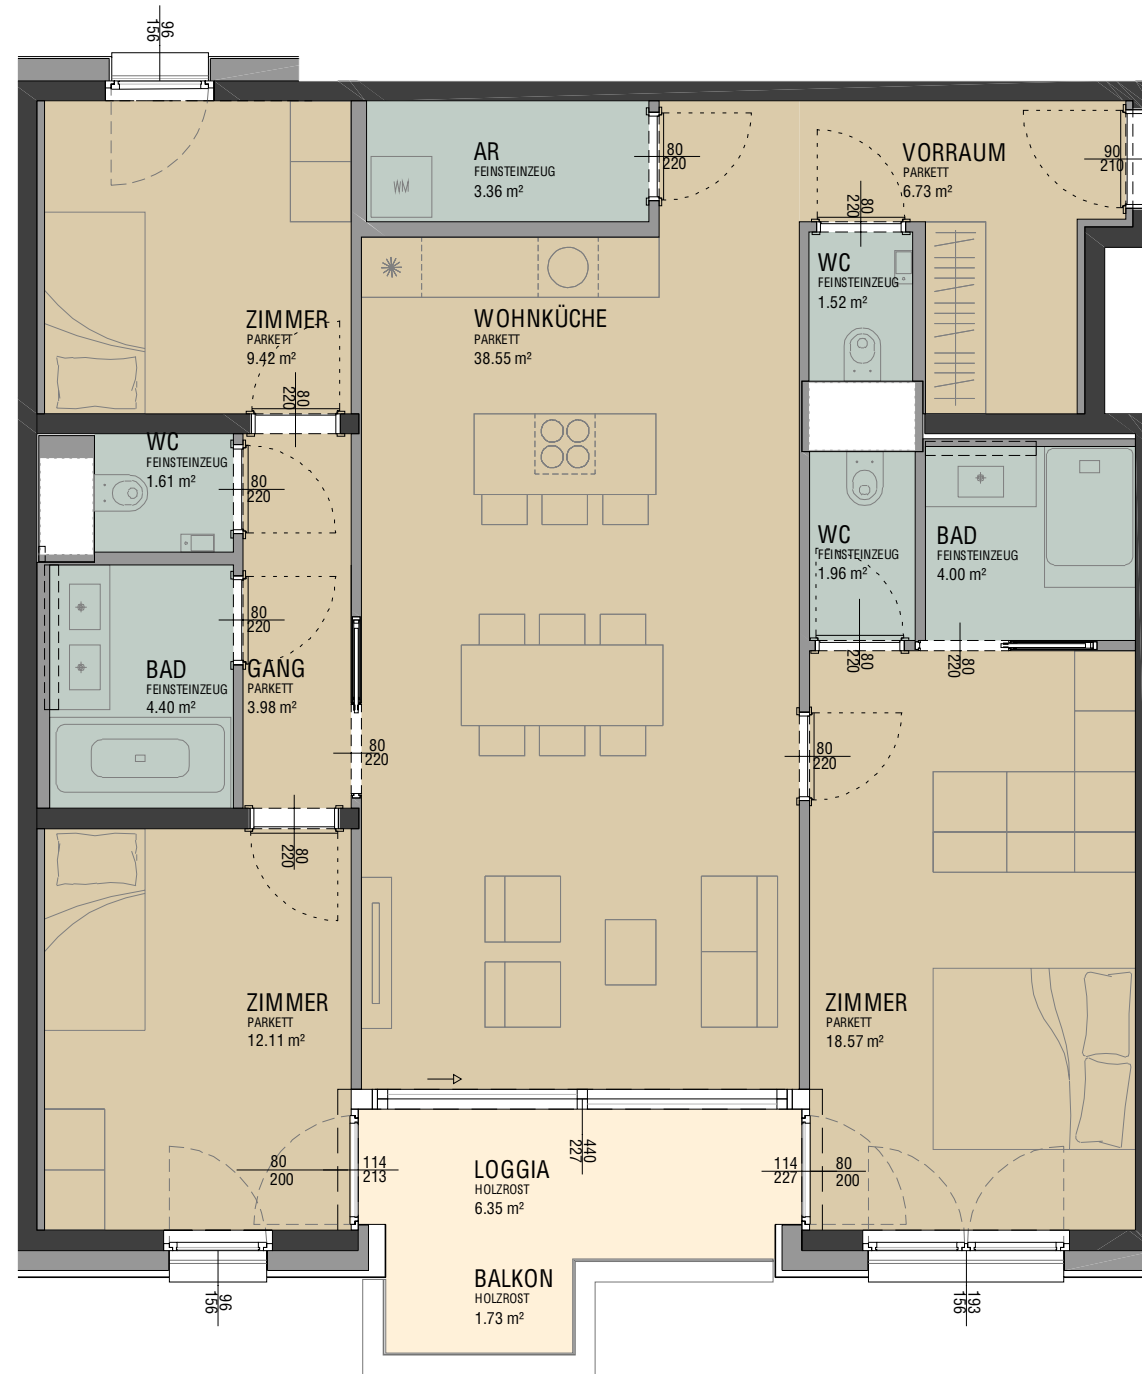 96
156
AR
FEINSTEINZEUG
3.36 m²
WM
80
220
VORRAUM
PARKETT
6.73 m²
90
210
80
220
WC
FEINSTEINZEUG
1.52 m²
ZIMMER
PARKETT
9.42 m²
WOHNKÜCHE
PARKETT
38.55 m²
80
220
WC
FEINSTEINZEUG
1.61 m²
80
220
WC
FEINSTEINZEUG
1.96 m²
BAD
FEINSTEINZEUG
4.00 m²
80
220
80
220
80
220
BAD
FEINSTEINZEUG
4.40 m²
GANG
PARKETT
3.98 m²
80
220
80
220
80
220
ZIMMER
PARKETT
12.11 m²
ZIMMER
PARKETT
18.57 m²
80
200
114
213
440
227
114
227
80
200
LOGGIA
HOLZROST
6.35 m²
BALKON
HOLZROST
1.73 m²
96
156
193
156